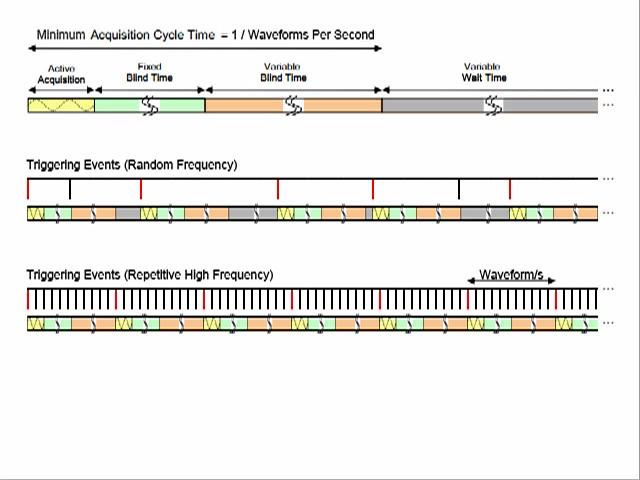 Minimum Acquisition Cycle Time = 1 / Waveforms Per Second
Active
Acquisition
Fixed
Blind Time
Variable
Blind Time
Variable
Wait Time
...
...
Triggering Events (Random Frequency)
...
...
Triggering Events (Repetitive High Frequency)
Waveform/s
...
...